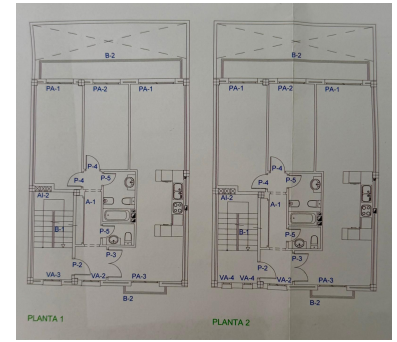 B-2
PA-1 PA-2 PA-1
P-4
P-4 P-5
AI-2
A-1
B-1
P-5
P-3
P-2
VA-3 VA-2 PA-3
B-2
PLANTA 1
B-2
PA-1 PA-2 PA-1
P-4
P-4 P-5
A-1
B-1
P-5
P-3
P-2
VA-4 VA-4 VA-2 PA-3
B-2
PLANTA 2